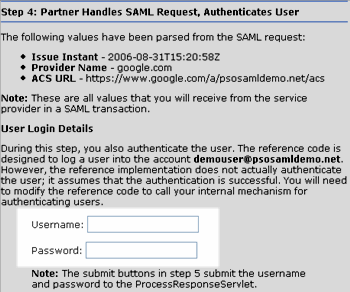 Step 4: Partner Handles SAML Request, Authenticates User
The following values have been parsed from the SAML request:
◆ Issue Instant - 2006-08-31T15:20:58Z
◆ Provider Name - google.com
◆ ACS URL - https://www.google.com/a/psosamldemo.net/acs
Note: These are all values that you will receive from the service
provider in a SAML transaction.
User Login Details
During this step, you also authenticate the user. The reference code is
designed to log a user into the account demouser@psosamldemo.net.
However, the reference implementation does not actually authenticate
the user; it assumes that the authentication is successful. You will need
to modify the reference code to call your internal mechanism for
authenticating users.
Username:
Password:
Note: The submit buttons in step 5 submit the username
and password to the ProcessResponseServlet.